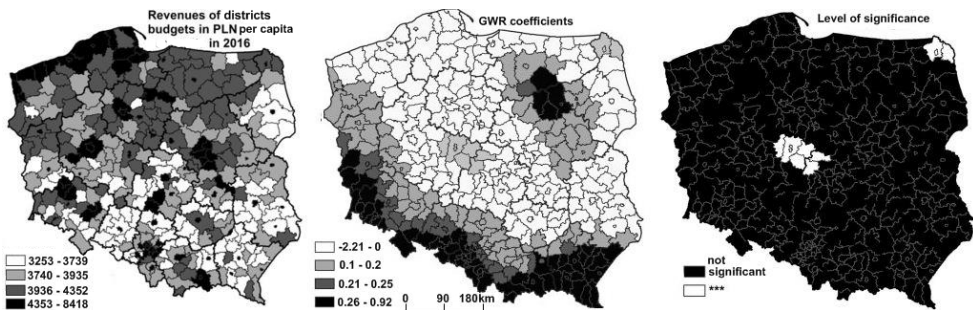 Revenues of districts
budgets in PLN per capita
in 2016
3253 - 3739
3740 - 3935
3936 - 4352
4353 - 8418
GWR coefficients
-2.21 - 0
0.1 - 0.2
0.21 - 0.25
0.26 - 0.92
0 90 180 km
Level of significance
not
significant
***